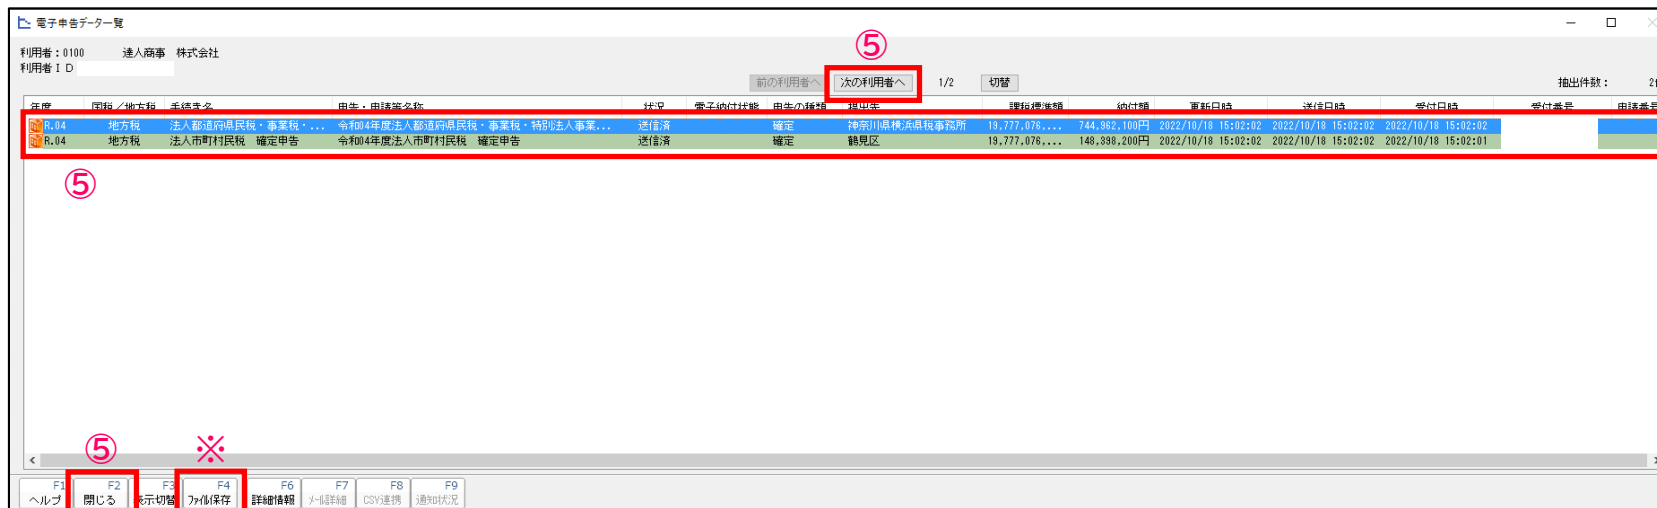 電子申告データ一覧
利用者：0100 達人商事 株式会社
利用者ＩＤ
⑤
前の利用者へ 次の利用者へ 1/2 切替 抽出件数：
年度 国税／地方税 手続き名 申告・申請等名称 状況 電子納付状態 申告の種類 提出先 課税標準額 納付額 更新日時 送信日時 受付日時 受付番号 申請番号
R.04 地方税 法人都道府県民税・事業税・... 令和04年度法人都道府県民税・事業税・特別法人事業... 送信済 確定 神奈川県横浜県税事務所 19,777,076,... 744,962,100円 2022/10/18 15:02:02 2022/10/18 15:02:02 2022/10/18 15:02:02
R.04 地方税 法人市町村民税 確定申告 令和04年度法人市町村民税 確定申告 送信済 確定 鶴見区 19,777,076,... 148,398,200円 2022/10/18 15:02:02 2022/10/18 15:02:02 2022/10/18 15:02:01
⑤
⑤ ※
F1 F2 F3 F4 F6 F7 F8 F9
ヘルプ 閉じる 表示切替 ファイル保存 詳細情報 メール詳細 CSV連携 通知状況